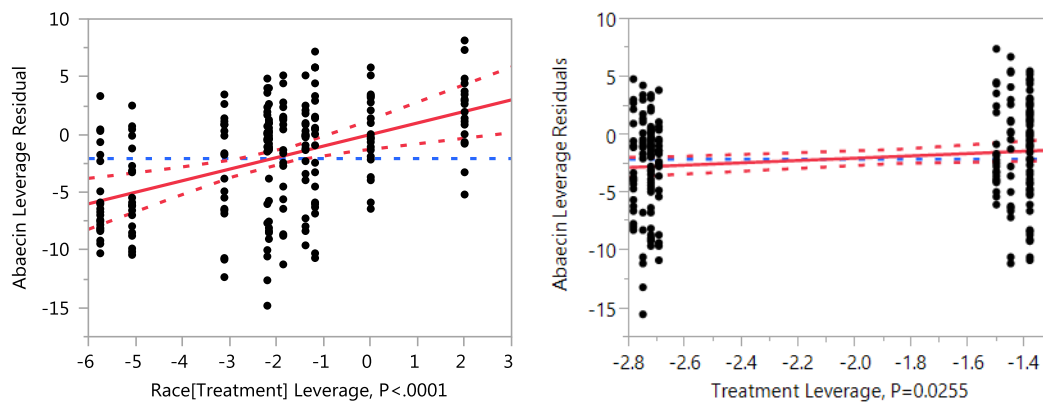 10
5
0
-5
-10
-15
Abaecin Leverage Residual
-6 -5 -4 -3 -2 -1 0 1 2 3
Race[Treatment] Leverage, P<.0001
10
5
0
-5
-10
-15
Abaecin Leverage Residuals
-2.8 -2.6 -2.4 -2.2 -2.0 -1.8 -1.6 -1.4
Treatment Leverage, P=0.0255